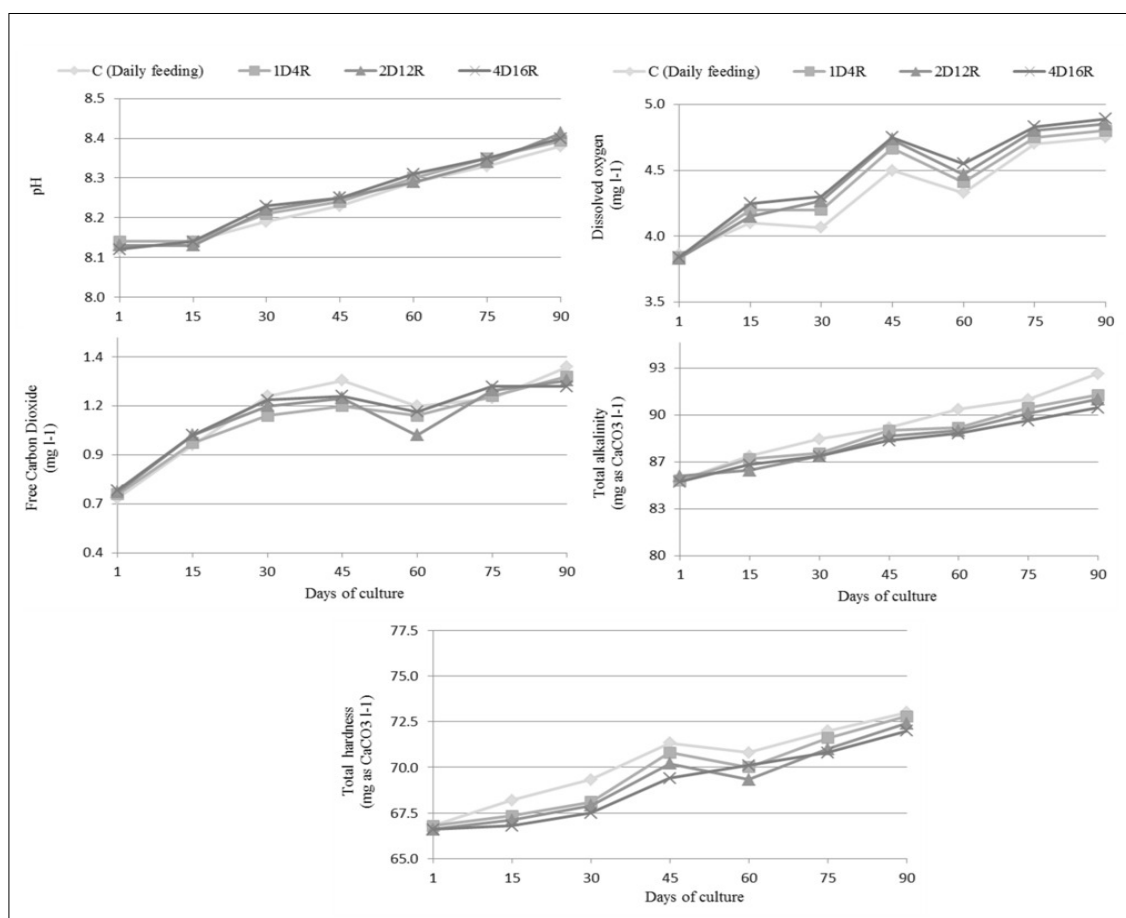 C (Daily feeding) 1D4R 2D12R 4D16R
8.5
8.4
8.3
8.2
8.1
8.0
pH
1 15 30 45 60 75 90
C (Daily feeding) 1D4R 2D12R 4D16R
5.0
4.5
4.0
3.5
Dissolved oxygen
(mg l-1)
1 15 30 45 60 75 90
1.4
1.2
0.9
0.7
0.4
Free Carbon Dioxide
(mg l-1)
1 15 30 45 60 75 90
Days of culture
93
90
87
83
80
Total alkalinity
(mg as CaCO3 l-1)
1 15 30 45 60 75 90
Days of culture
77.5
75.0
72.5
70.0
67.5
65.0
Total hardness
(mg as CaCO3 l-1)
1 15 30 45 60 75 90
Days of culture